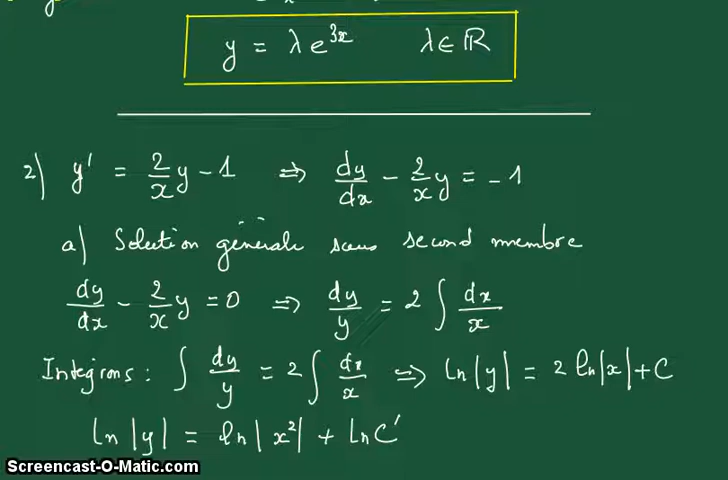 y = λe^{3x}    λ∈ℝ
2) y' = 2/x y - 1 ⇒ dy/dx - 2/x y = -1
a) Solution générale sans second membre
dy/dx - 2/x y = 0 ⇒ dy/y = 2 ∫ dx/x
Intégrons : ∫ dy/y = 2 ∫ dx/x ⇒ ln|y| = 2 ln|x| + C
ln|y| = ln|x²| + ln C'
Screencast-O-Matic.com